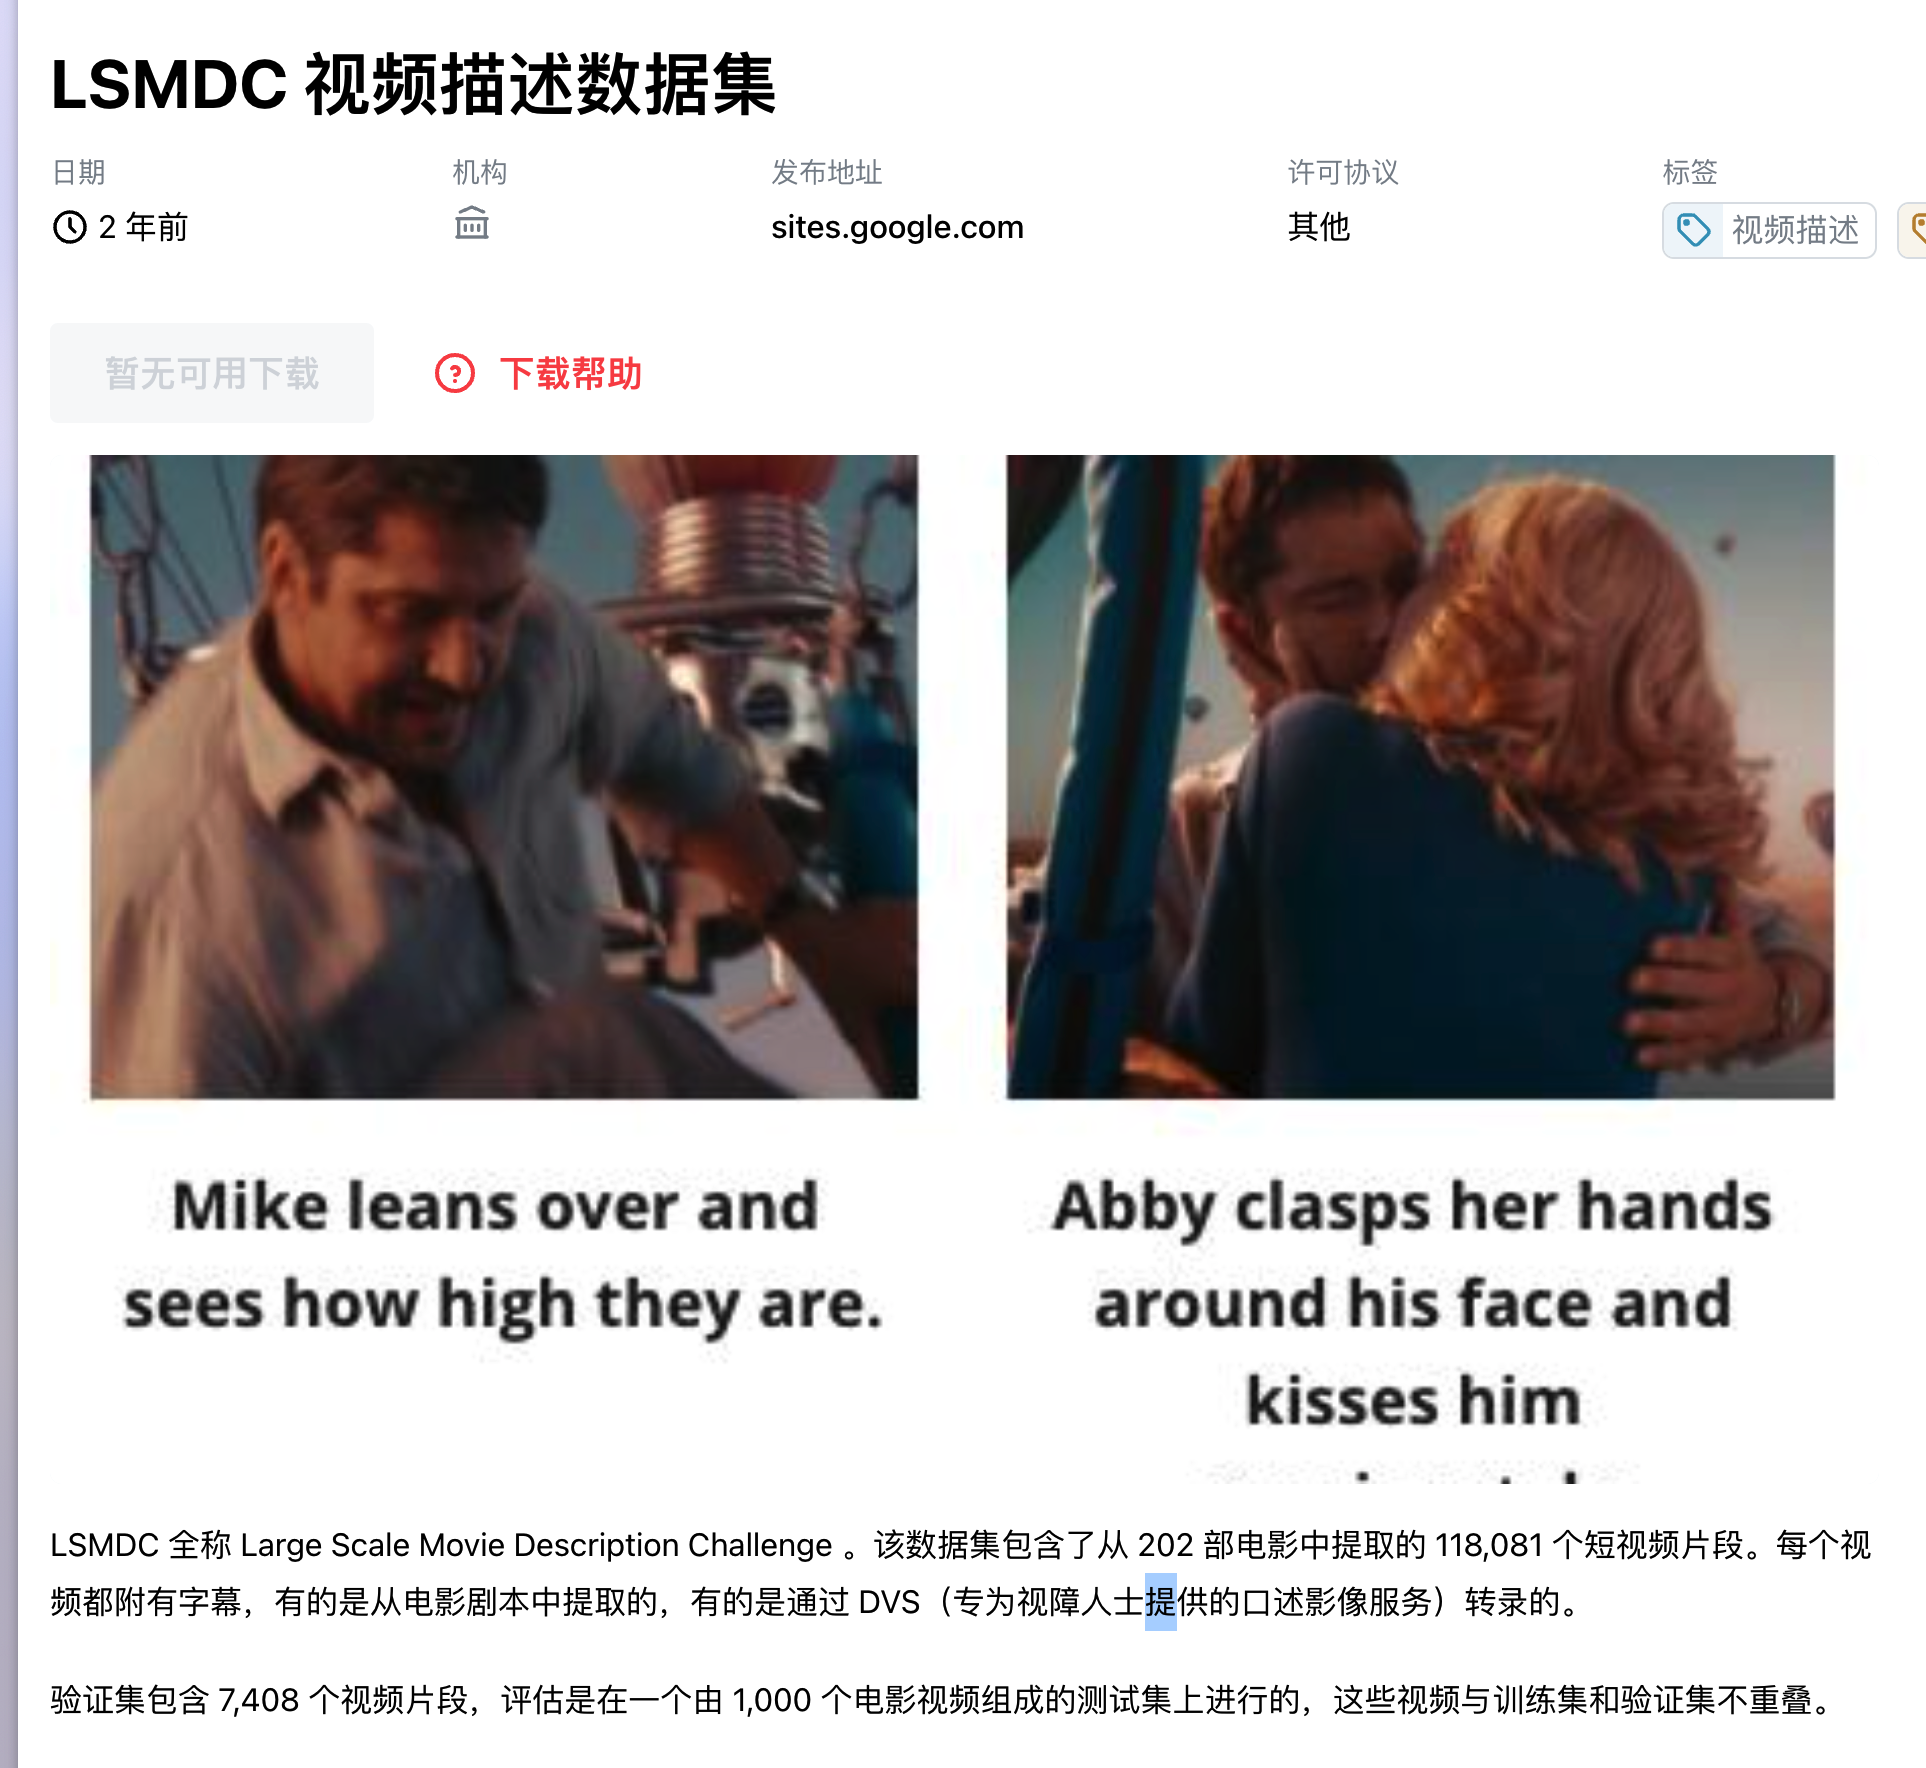 LSMDC 视频描述数据集
日期 机构 发布地址 许可协议 标签
2 年前 sites.google.com 其他 视频描述
暂无可用下载 下载帮助
Mike leans over and
sees how high they are.
Abby clasps her hands
around his face and
kisses him
LSMDC 全称 Large Scale Movie Description Challenge 。该数据集包含了从 202 部电影中提取的 118,081 个短视频片段。每个视
频都附有字幕，有的是从电影剧本中提取的，有的是通过 DVS（专为视障人士提供的口述影像服务）转录的。
验证集包含 7,408 个视频片段，评估是在一个由 1,000 个电影视频组成的测试集上进行的，这些视频与训练集和验证集不重叠。